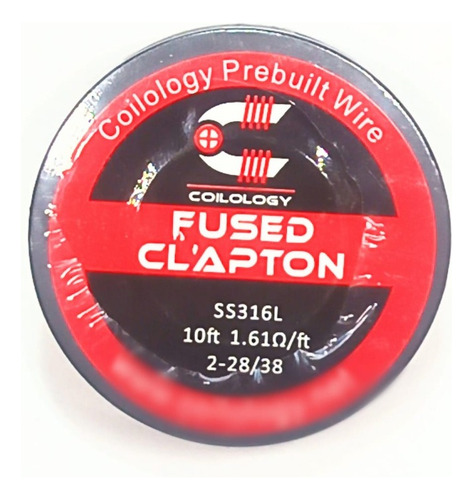 Coilology Prebuilt Wire
COILOLOGY
FUSED
CL'APTON
SS316L
10ft 1.61Ω/ft
2-28/38